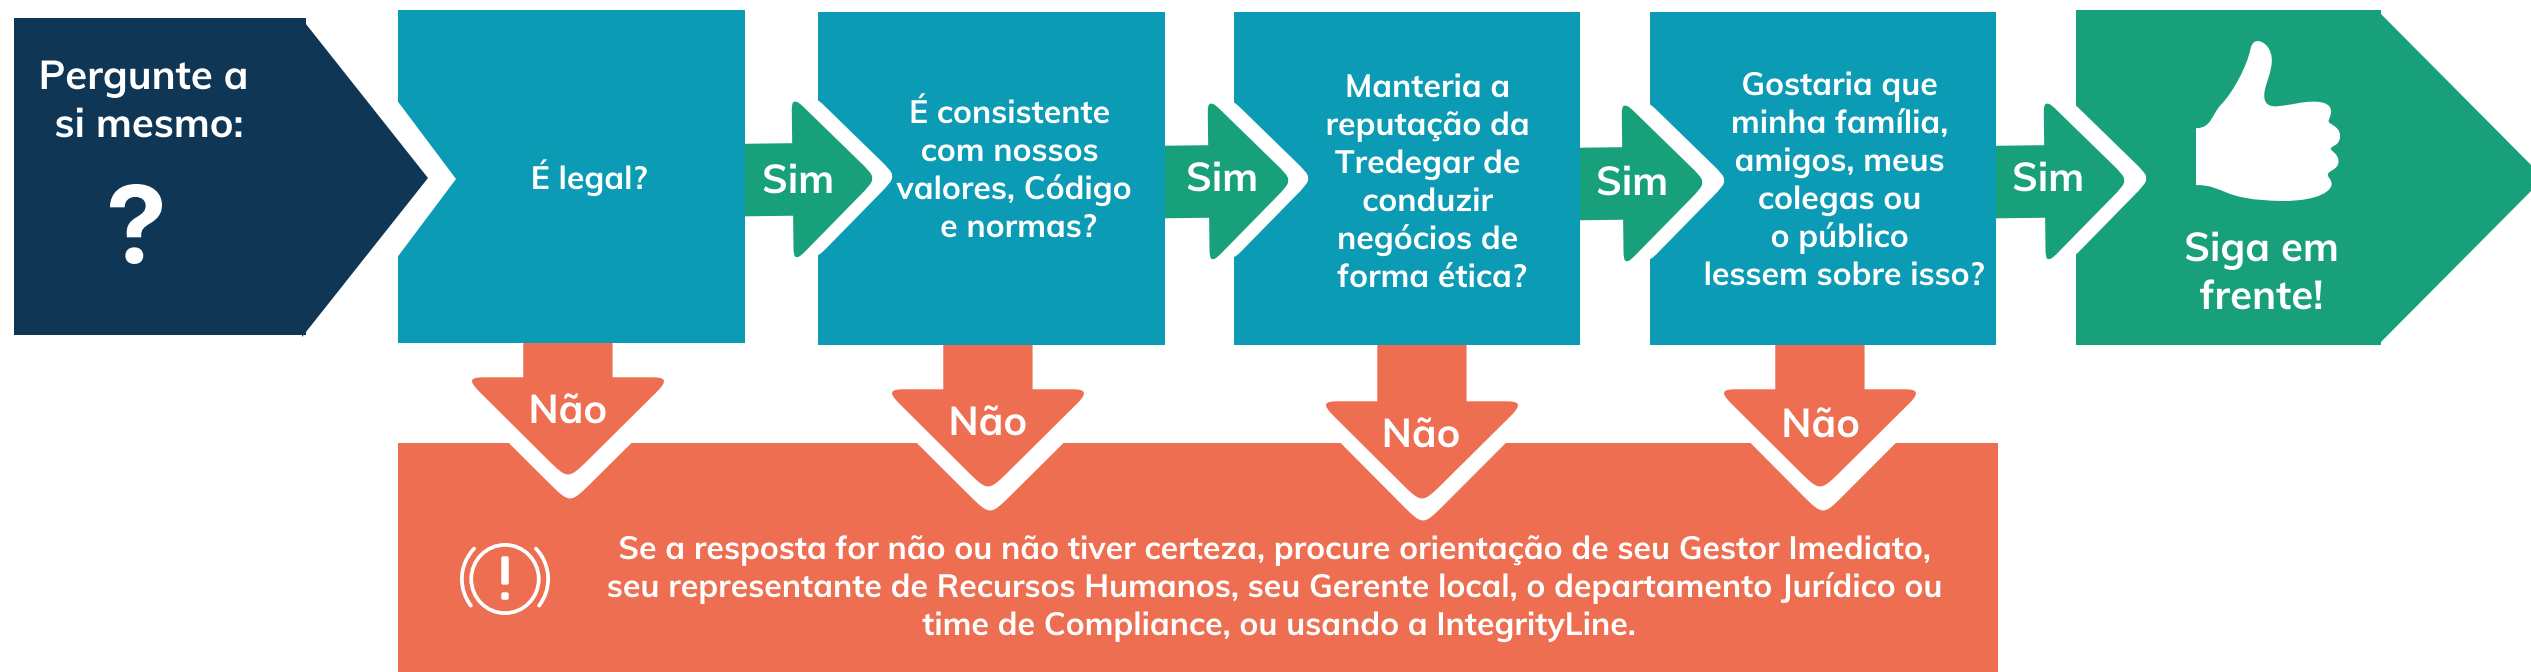 Pergunte a
si mesmo:
?
É legal?
Sim
É consistente
com nossos
valores, Código
e normas?
Sim
Manteria a
reputação da
Tredegar de
conduzir
negócios de
forma ética?
Sim
Gostaria que
minha família,
amigos, meus
colegas ou
o público
lessem sobre isso?
Sim
Siga em
frente!
Não
Não
Não
Não
Se a resposta for não ou não tiver certeza, procure orientação de seu Gestor Imediato,
seu representante de Recursos Humanos, seu Gerente local, o departamento Jurídico ou
time de Compliance, ou usando a IntegrityLine.